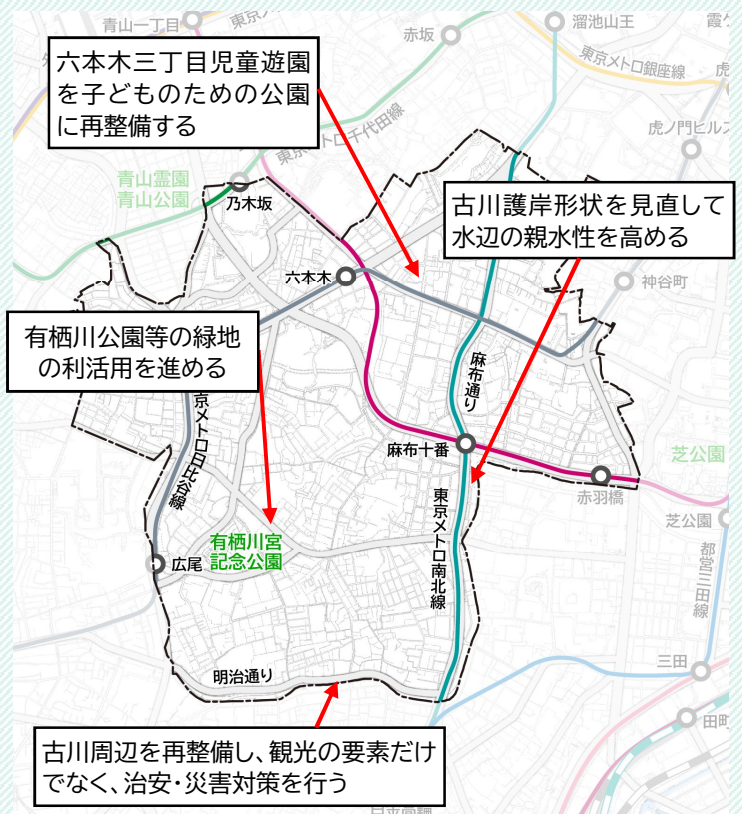 青山一丁目
赤坂
溜池山王
東京メトロ銀座線
六本木三丁目児童遊園
を子どものための公園
に再整備する
東京メトロ千代田線
虎ノ門ヒルズ
青山霊園
青山公園
乃木坂
古川護岸形状を見直して
水辺の親水性を高める
六本木
神谷町
有栖川公園等の緑地
の利活用を進める
麻布通り
京メトロ日比谷線
麻布十番
芝公園
赤羽橋
芝公園
東京メトロ南北線
都営三田線
有栖川宮
記念公園
広尾
明治通り
三田
田町
古川周辺を再整備し、観光の要素だけ
でなく、治安・災害対策を行う